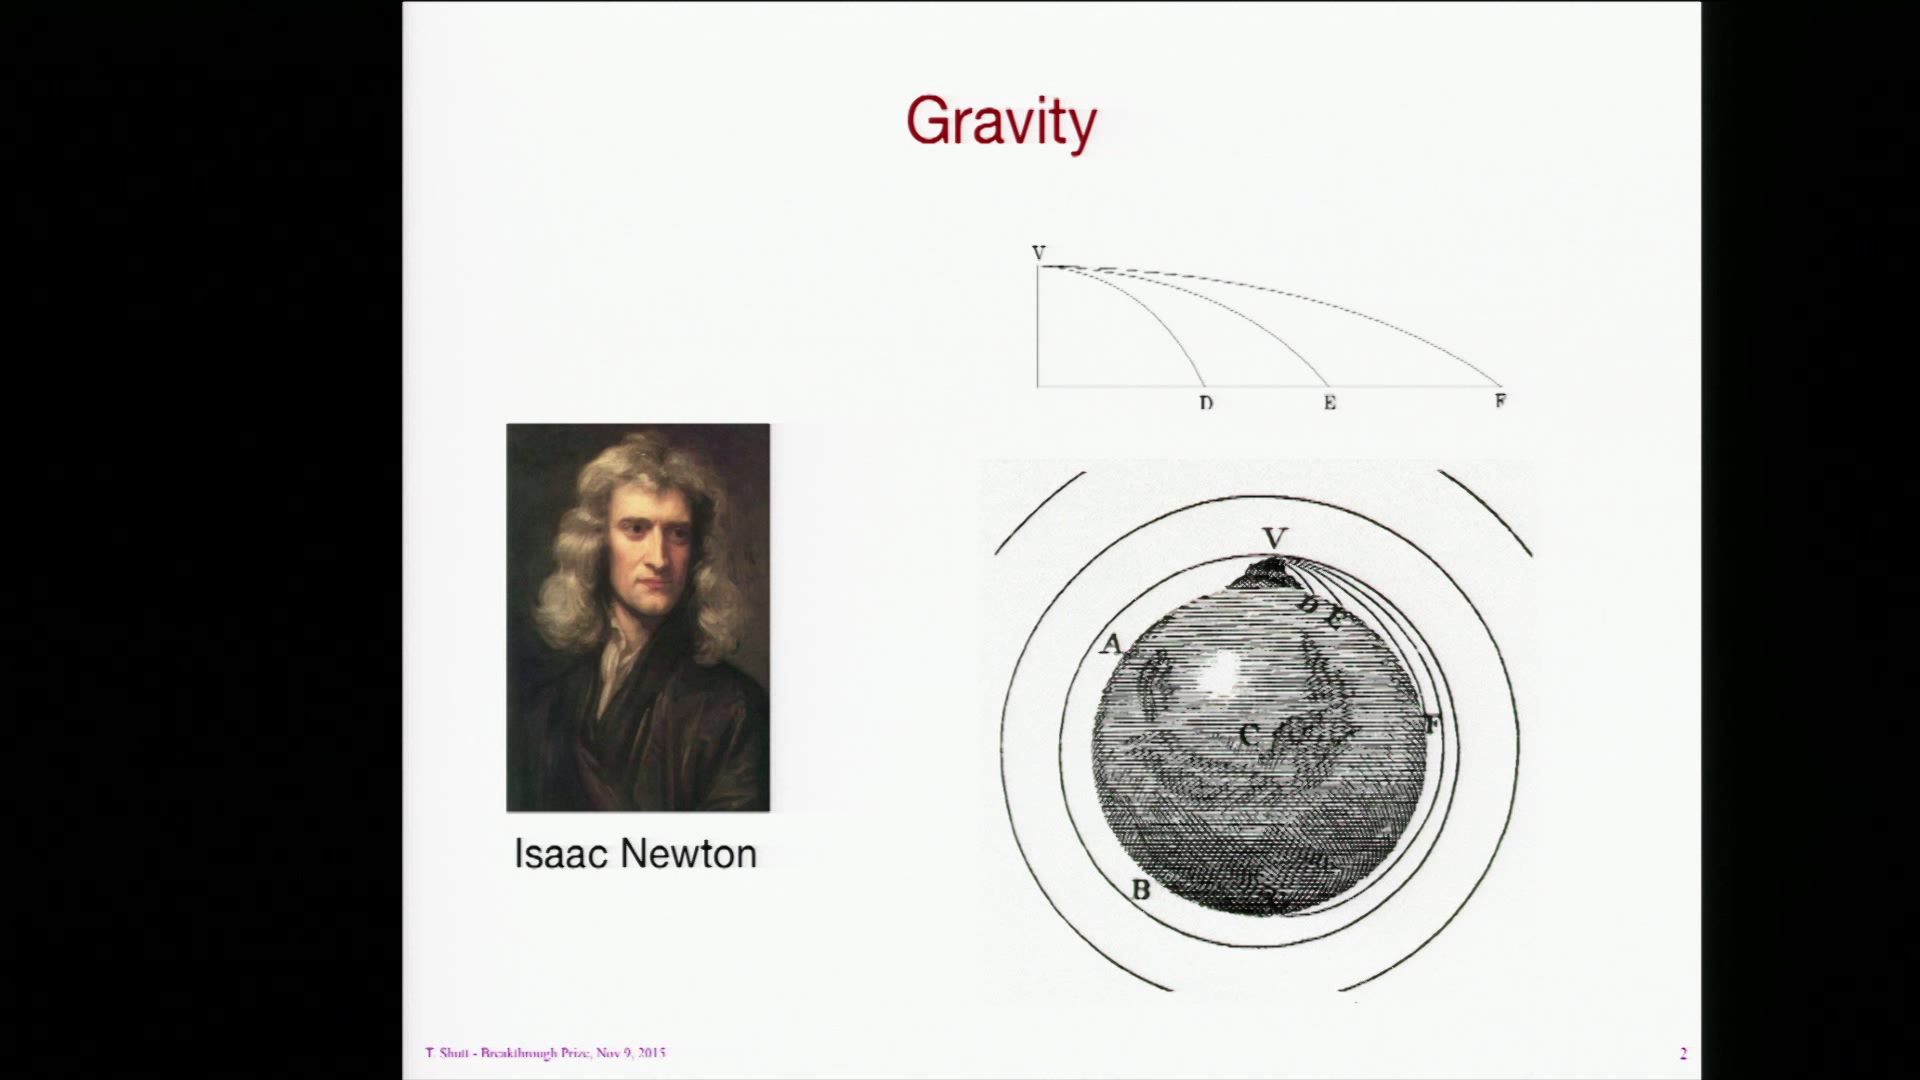 Gravity
V
D E F
V
D
E
A
F
C
B
Isaac Newton
T. Shutt - Breakthrough Prize, Nov 9, 2015
2